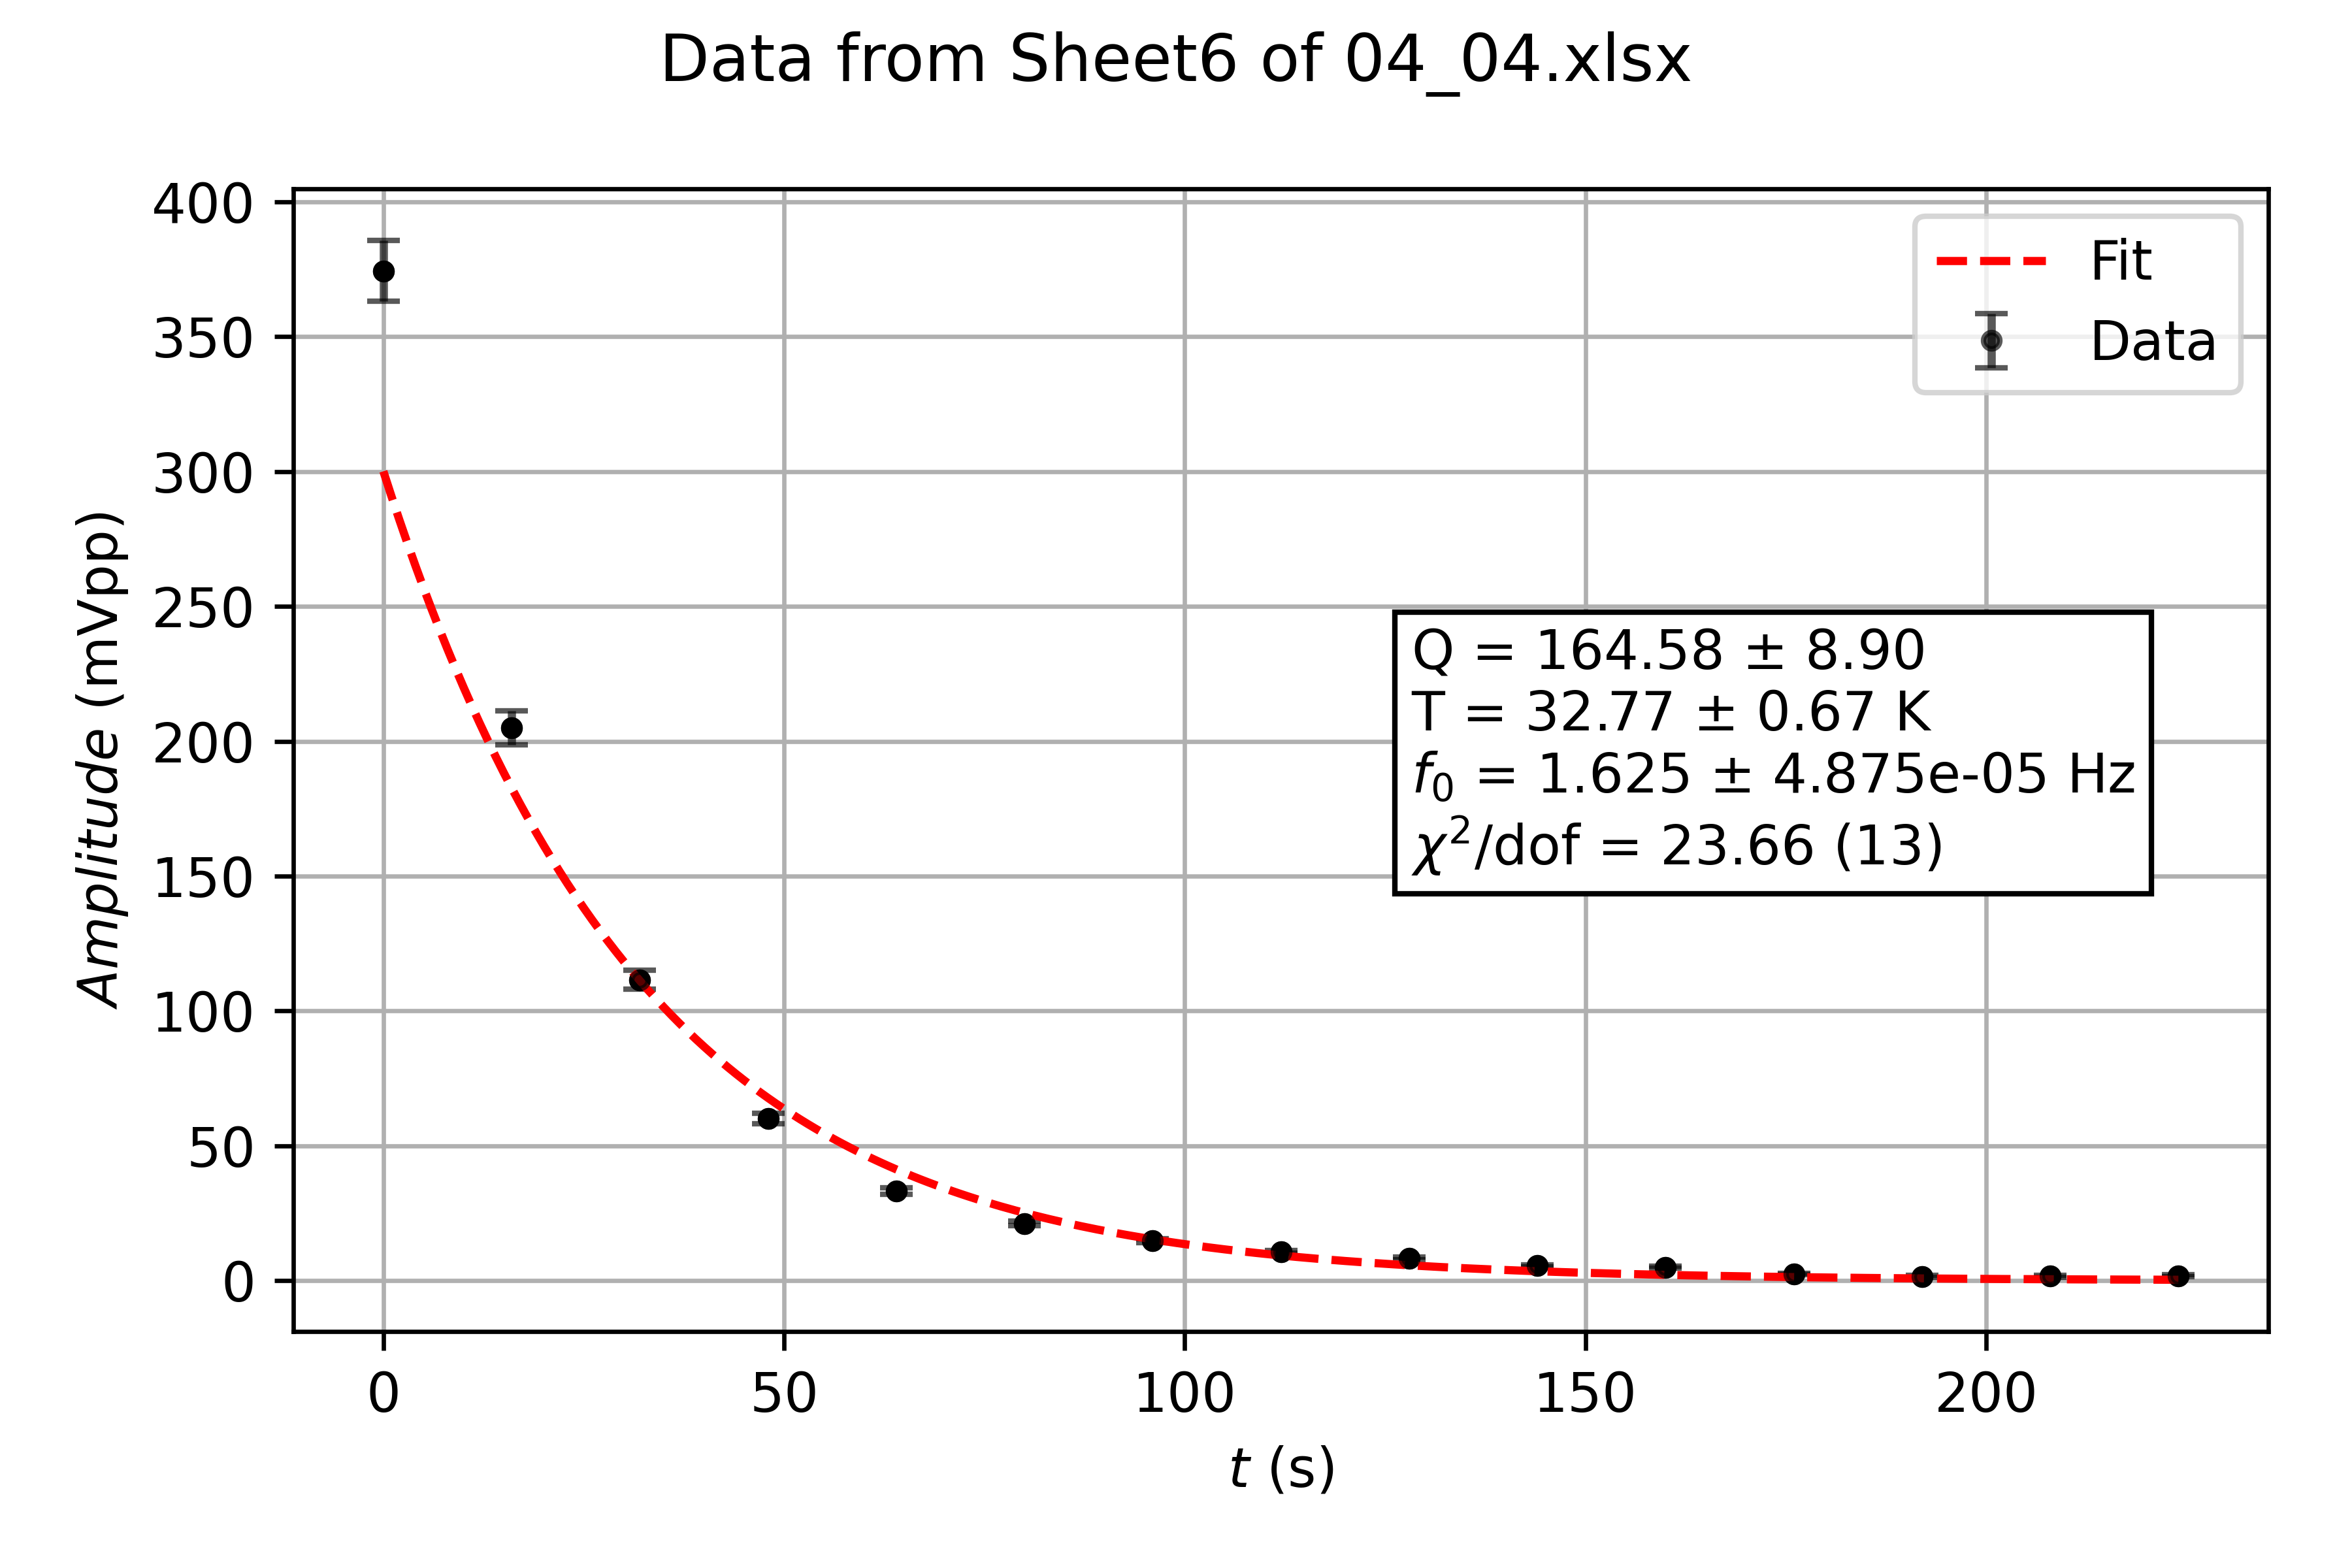 Data from Sheet6 of 04_04.xlsx
400
350
300
250
200
150
100
50
0
Amplitude (mVpp)
Fit
Data
Q = 164.58 ± 8.90
T = 32.77 ± 0.67 K
f₀ = 1.625 ± 4.875e-05 Hz
χ²/dof = 23.66 (13)
0 50 100 150 200
t (s)